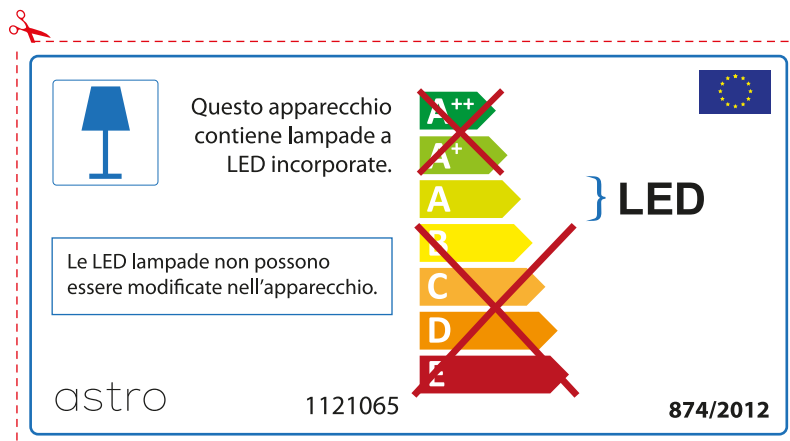 Questo apparecchio
contiene lampade a
LED incorporate.
Le LED lampade non possono
essere modificate nell'apparecchio.
A++
A+
A
B
C
D
E
LED
astro
1121065
874/2012